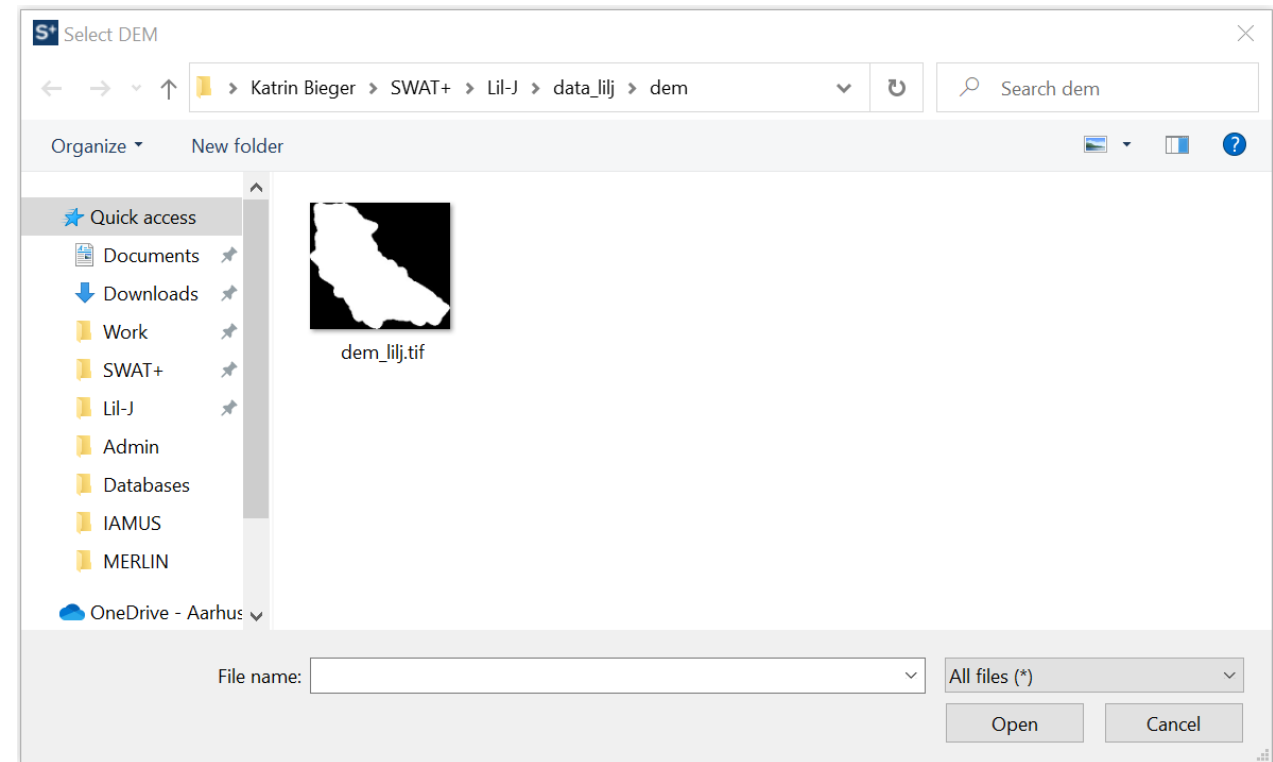 S+ Select DEM
Katrin Bieger > SWAT+ > Lil-J > data_lilj > dem
Search dem
Organize
New folder
?
Quick access
Documents
Downloads
Work
SWAT+
Lil-J
Admin
Databases
IAMUS
MERLIN
OneDrive - Aarhus
dem_lilj.tif
File name:
All files (*)
Open
Cancel